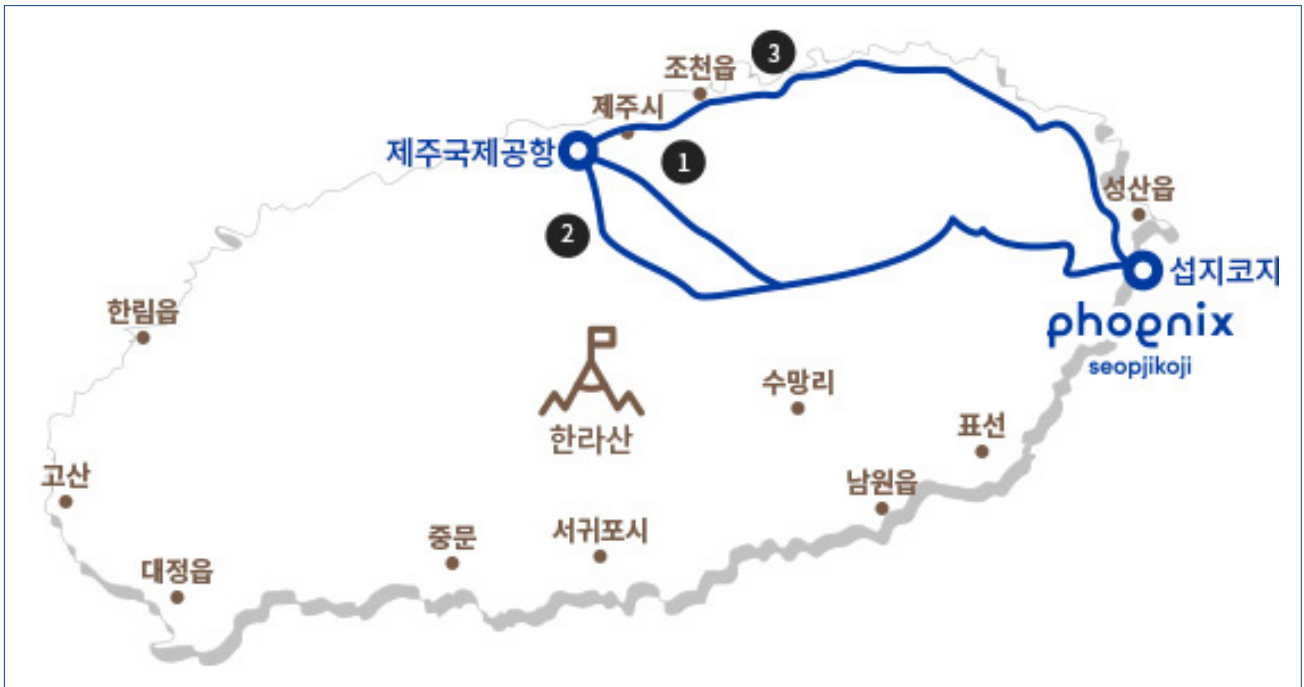 3
조천읍
제주시
제주국제공항
1
성산읍
2
섭지코지
한림읍
phoenix
seopjikoji
수망리
한라산
표선
고산
남원읍
중문
서귀포시
대정읍